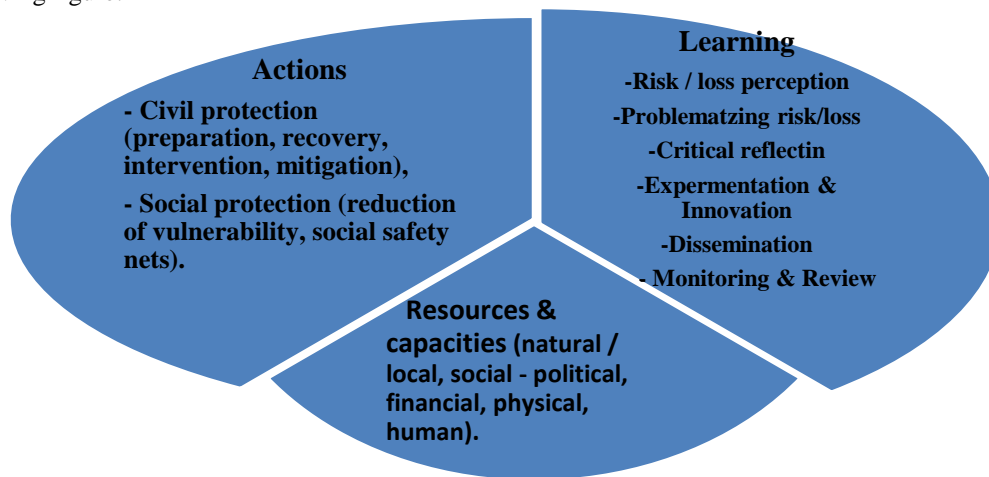 Actions
- Civil protection
(preparation, recovery,
intervention, mitigation),
- Social protection (reduction
of vulnerability, social safety
nets).
Learning
-Risk / loss perception
-Problematzing risk/loss
-Critical reflectin
-Expermentation &
Innovation
-Dissemination
- Monitoring & Review
Resources &
capacities (natural /
local, social - political,
financial, physical,
human).